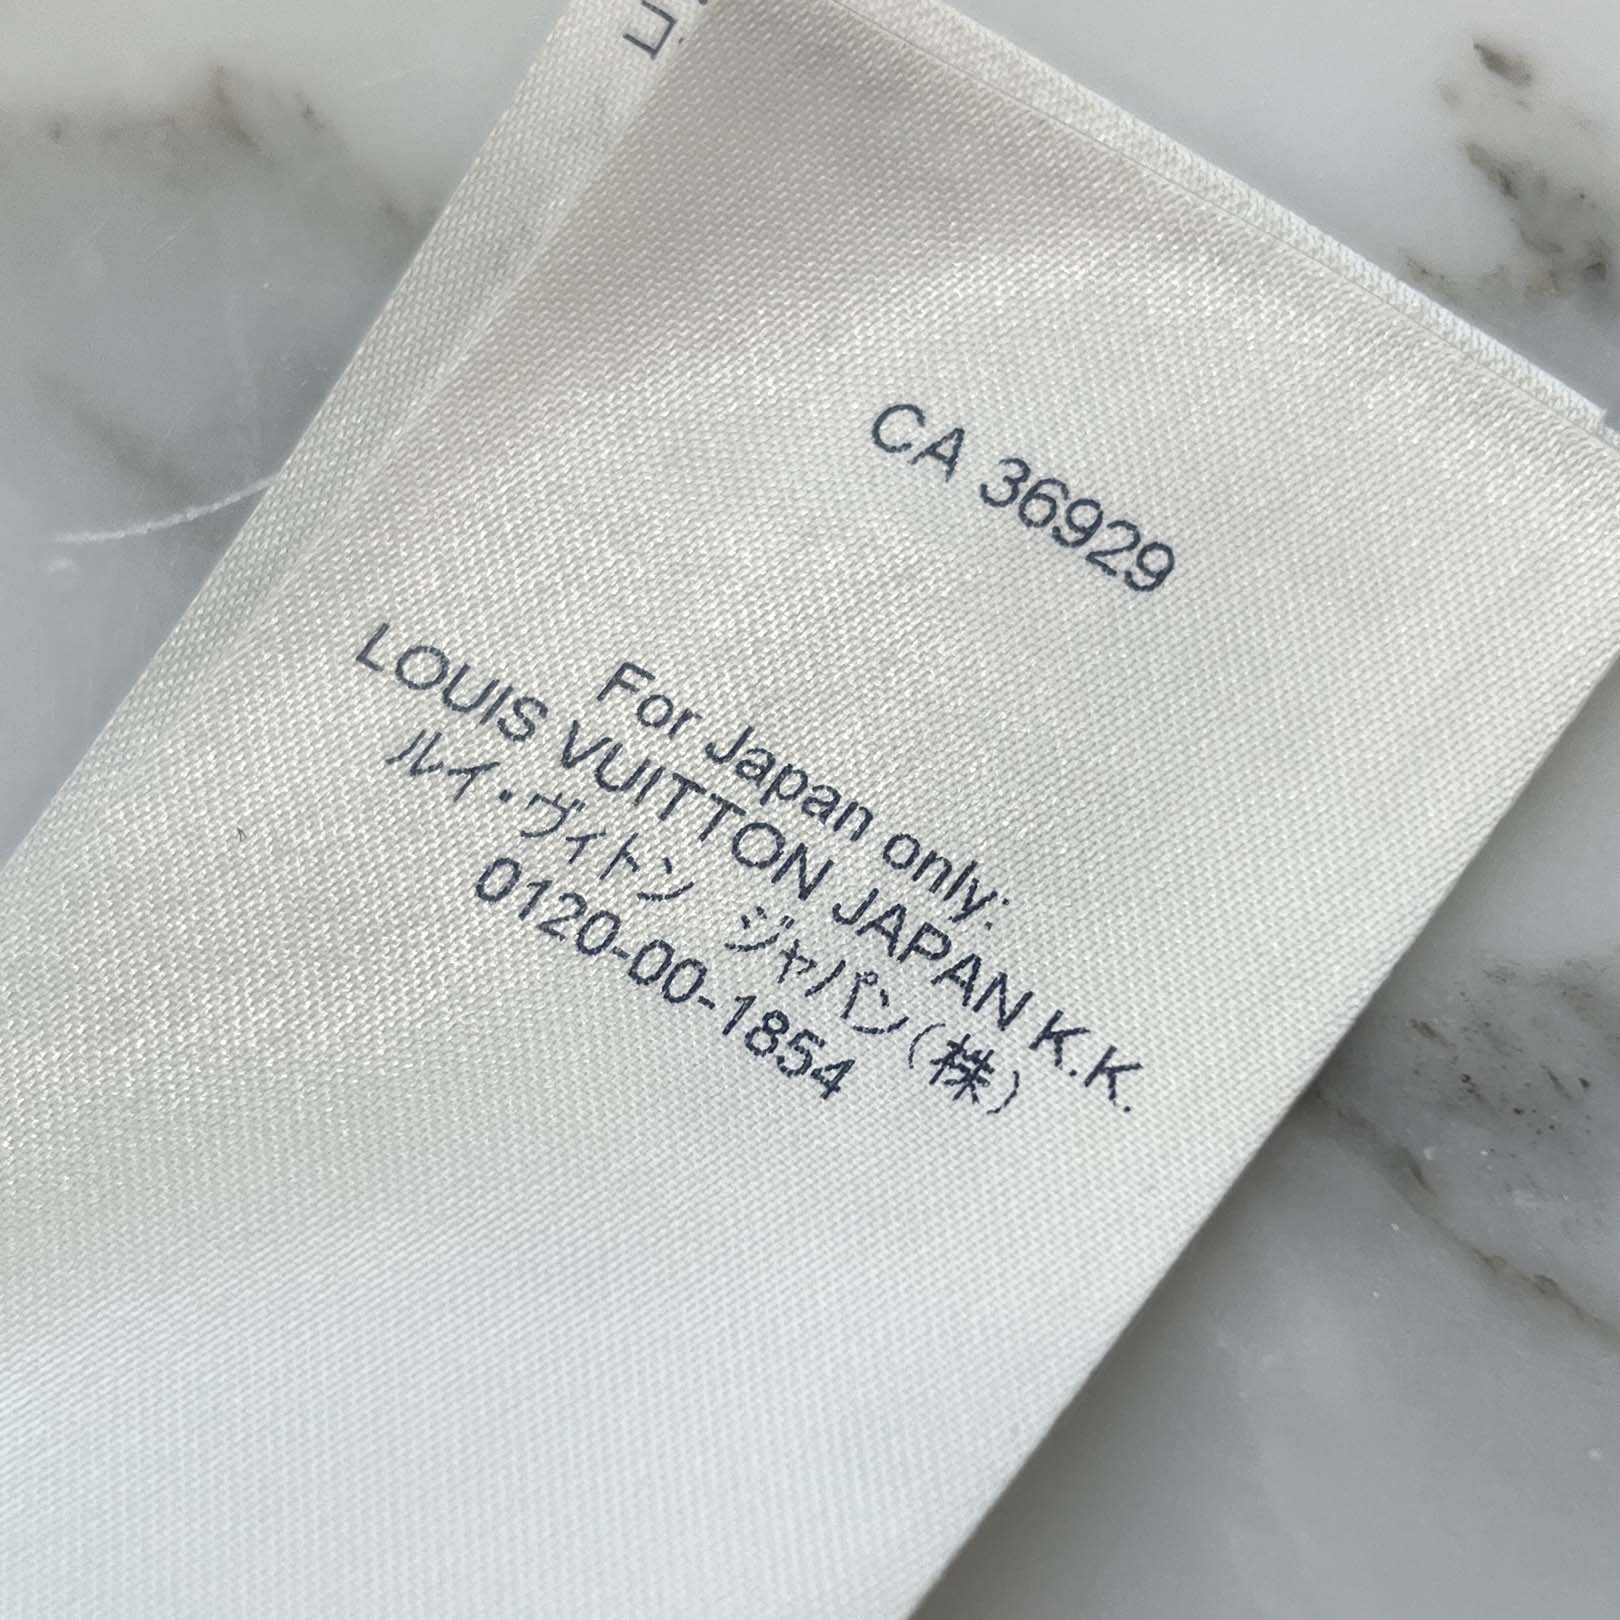 CA 36929
For Japan only:
LOUIS VUITTON JAPAN K.K.
ルイ・ヴィトン ジャパン(株)
0120-00-1854